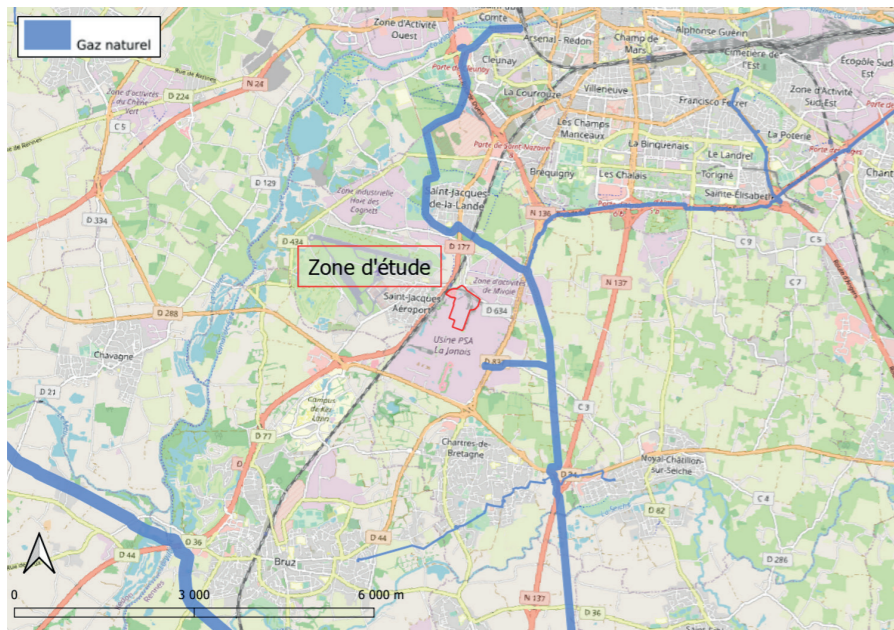 Gaz naturel
Comte
Zone d'Activité
Ouest
Arsenal - Redon
Alphonse Guérin
Champ de
Mars
Cimetière de
l'Est
Cleunay
Écopôle Sud-
Est
Rue de Rennes
Zone d'activités
du Chêne
Vert
D 224
N 24
La Courrouze
Villeneuve
Francisco Ferrer
Zone d'Activité
Sud-Est
C 5
Les Champs
Manceaux
La Poterie
La Binquenais
Le Landrel
Porte de Saint-Nazaire
Torigné
Bréquigny
Les Chalais
Sainte-Élisabeth
Chant
D 129
Zone industrielle
Haie des
Cognets
Saint-Jacques
de-la-Lande
N 136
D 334
D 434
D 177
C 9
C 5
Zone d'étude
Zone d'activités
de Mivoie
N 137
C 7
Saint-Jacques
Aéroport
D 634
D 288
Usine PSA
La Janais
Chavagne
D 21
D 83
Campus
de Ker
Lann
C 3
D 77
Chartres-de-
Bretagne
Noyal-Châtillon
-sur-Seiche
D 34
C 4
D 62
D 36
D 44
D 44
Bruz
D 286
0
3 000
6 000 m
N 137
D 36